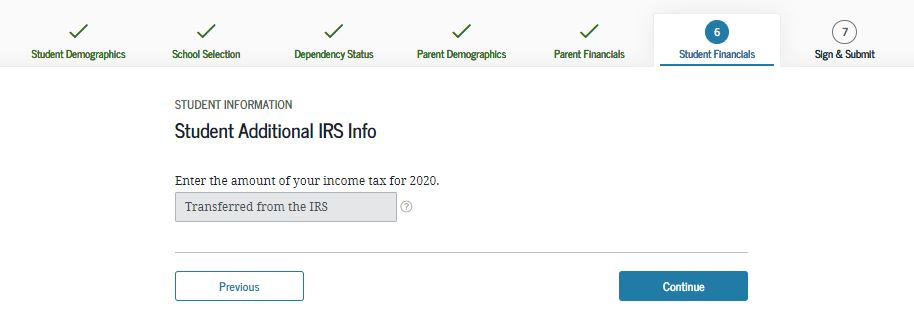 6
7
Student Demographics
School Selection
Dependency Status
Parent Demographics
Parent Financials
Student Financials
Sign & Submit
STUDENT INFORMATION
Student Additional IRS Info
Enter the amount of your income tax for 2020.
Transferred from the IRS
?
Previous
Continue